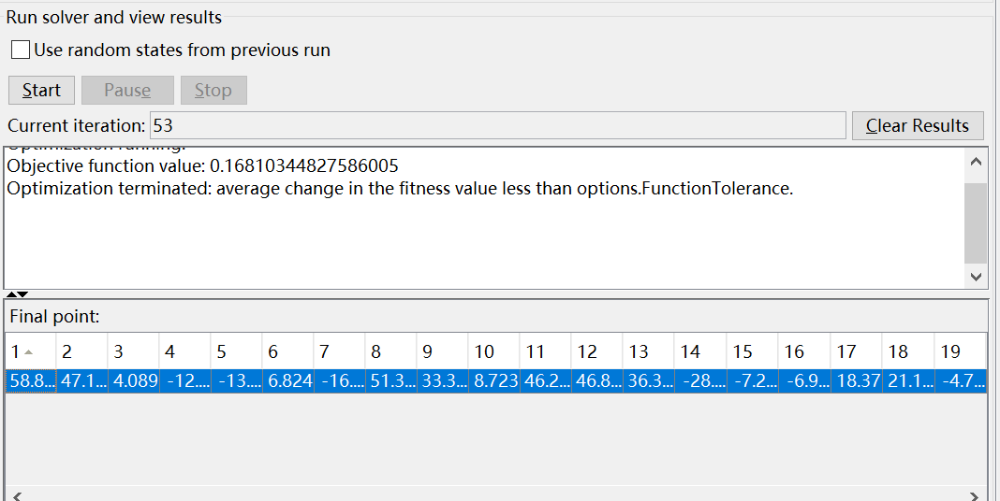 Run solver and view results
Use random states from previous run
Start Pause Stop
Current iteration: 53 Clear Results
Optimization running.
Objective function value: 0.16810344827586005
Optimization terminated: average change in the fitness value less than options.FunctionTolerance.
Final point:
1 2 3 4 5 6 7 8 9 10 11 12 13 14 15 16 17 18 19
58.8... 47.1... 4.089 -12.... -13.... 6.824 -16.... 51.3... 33.3... 8.723 46.2... 46.8... 36.3... -28.... -7.2... -6.9... 18.37 21.1... -4.7...